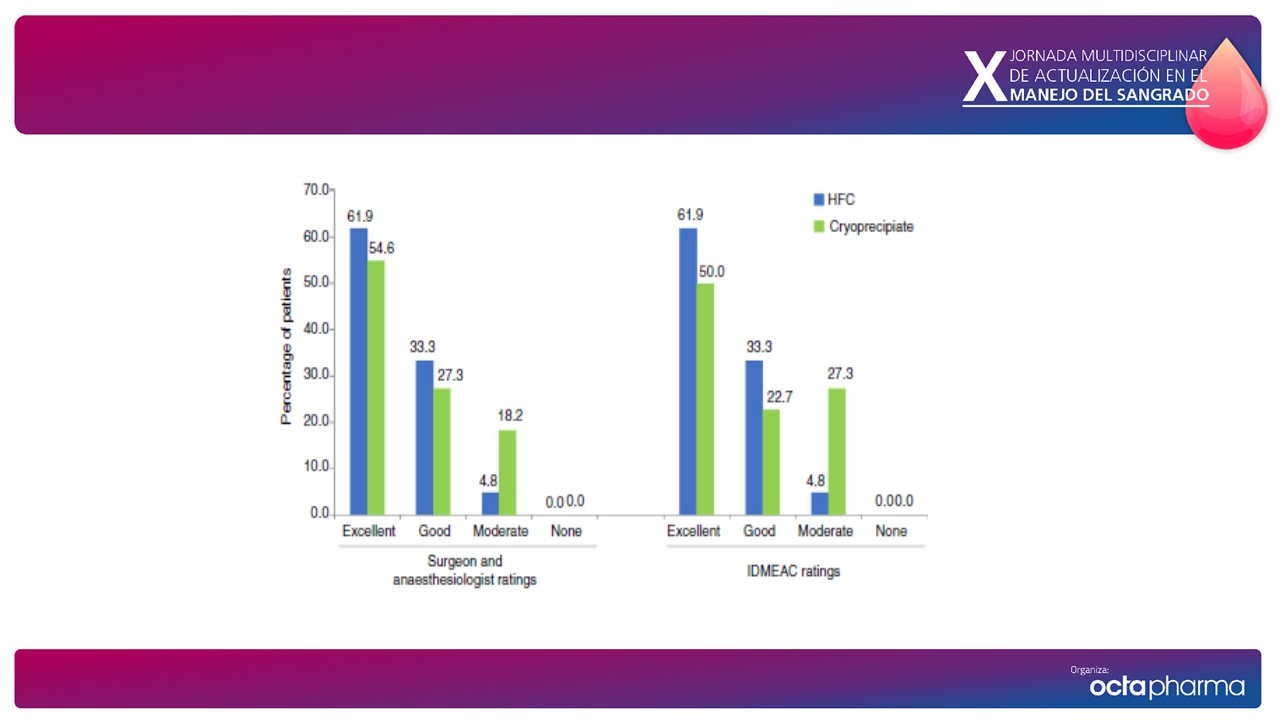 X JORNADA MULTIDISCIPLINAR
DE ACTUALIZACIÓN EN EL
MANEJO DEL SANGRADO
Percentage of patients
70.0
60.0
50.0
40.0
30.0
20.0
10.0
0.0
61.9
54.6
33.3
27.3
4.8
18.2
0.0 0.0
Excellent Good Moderate None
Surgeon and
anaesthesiologist ratings
61.9
50.0
33.3
22.7
4.8
27.3
0.0 0.0
Excellent Good Moderate None
IDMEAC ratings
HFC
Cryoprecipiate
Organiza:
octapharma